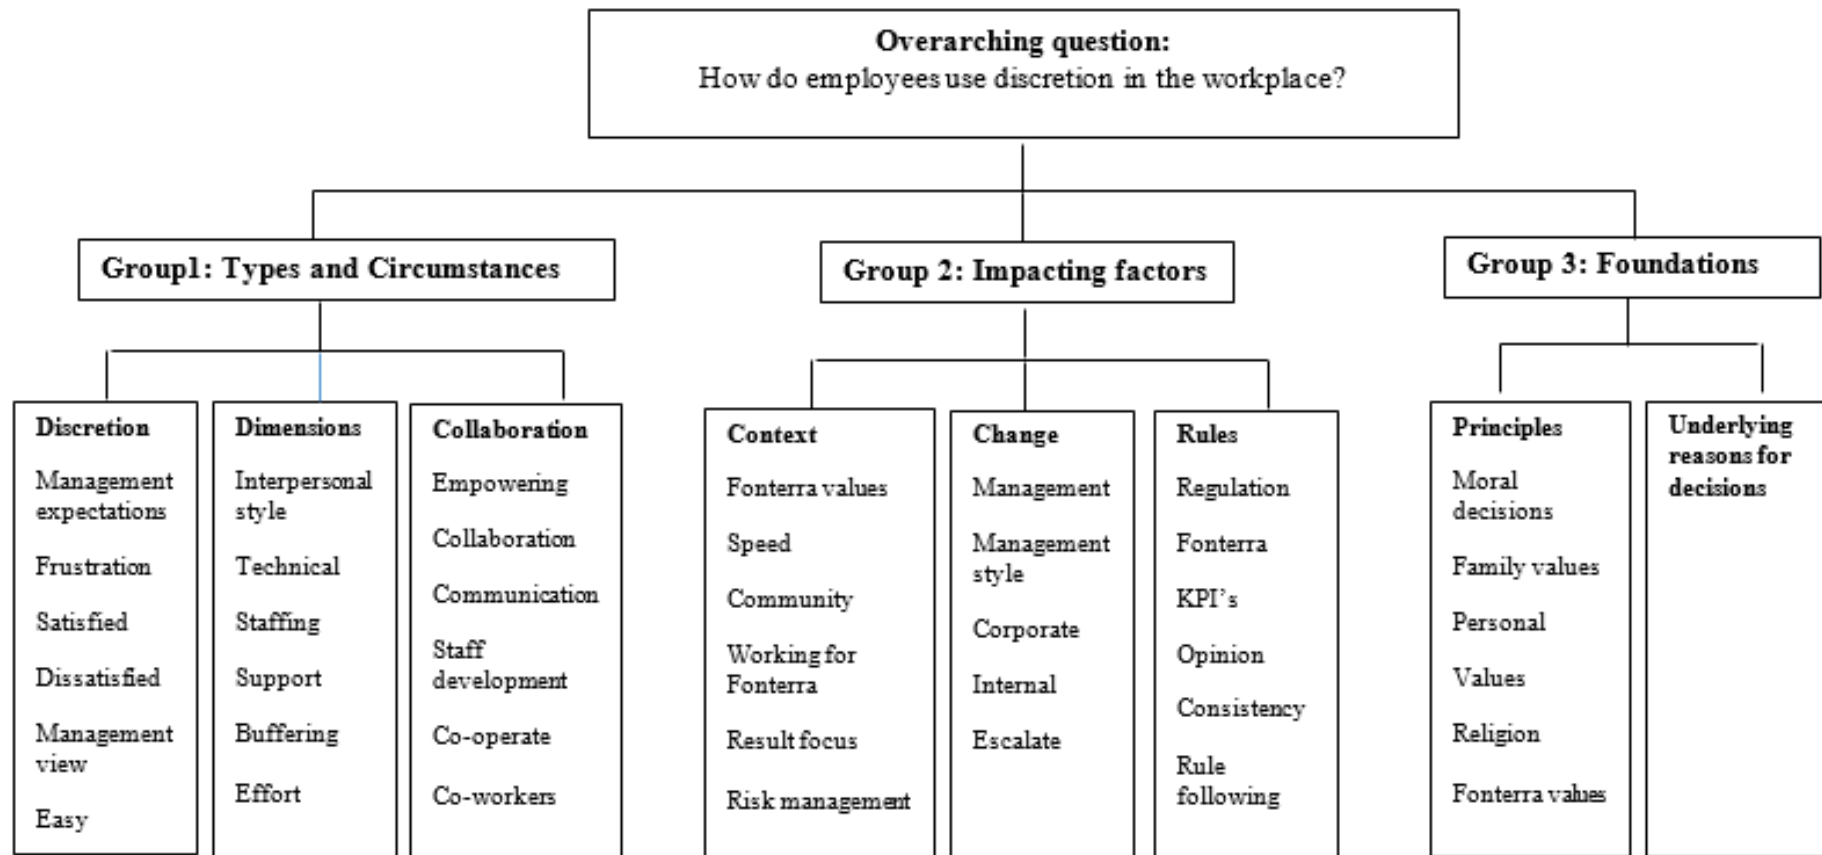 Overarching question:
How do employees use discretion in the workplace?
Group1: Types and Circumstances
Group 2: Impacting factors
Group 3: Foundations
Discretion
Management
expectations
Frustration
Satisfied
Dissatisfied
Management
view
Easy
Dimensions
Interpersonal
style
Technical
Staffing
Support
Buffering
Effort
Collaboration
Empowering
Collaboration
Communication
Staff
development
Co-operate
Co-workers
Context
Fonterra values
Speed
Community
Working for
Fonterra
Result focus
Risk management
Change
Management
Management
style
Corporate
Internal
Escalate
Rules
Regulation
Fonterra
KPI's
Opinion
Consistency
Rule
following
Principles
Moral
decisions
Family values
Personal
Values
Religion
Fonterra values
Underlying
reasons for
decisions